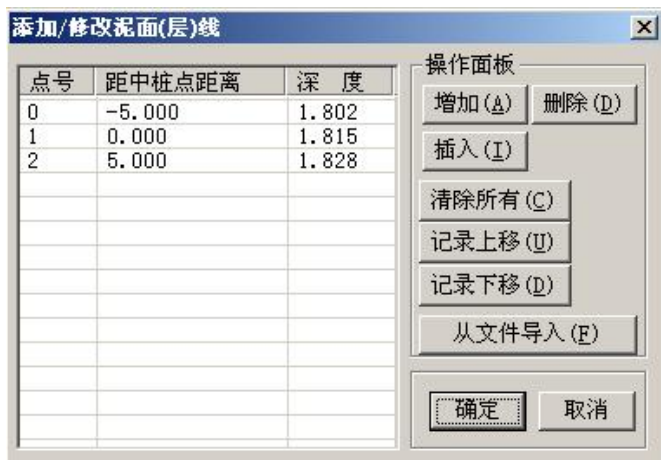 添加/修改泥面(层)线
点号 距中桩点距离 深 度
0 -5.000 1.802
1 0.000 1.815
2 5.000 1.828
操作面板
增加(A) 删除(D)
插入(I)
清除所有(C)
记录上移(U)
记录下移(D)
从文件导入(F)
确定 取消